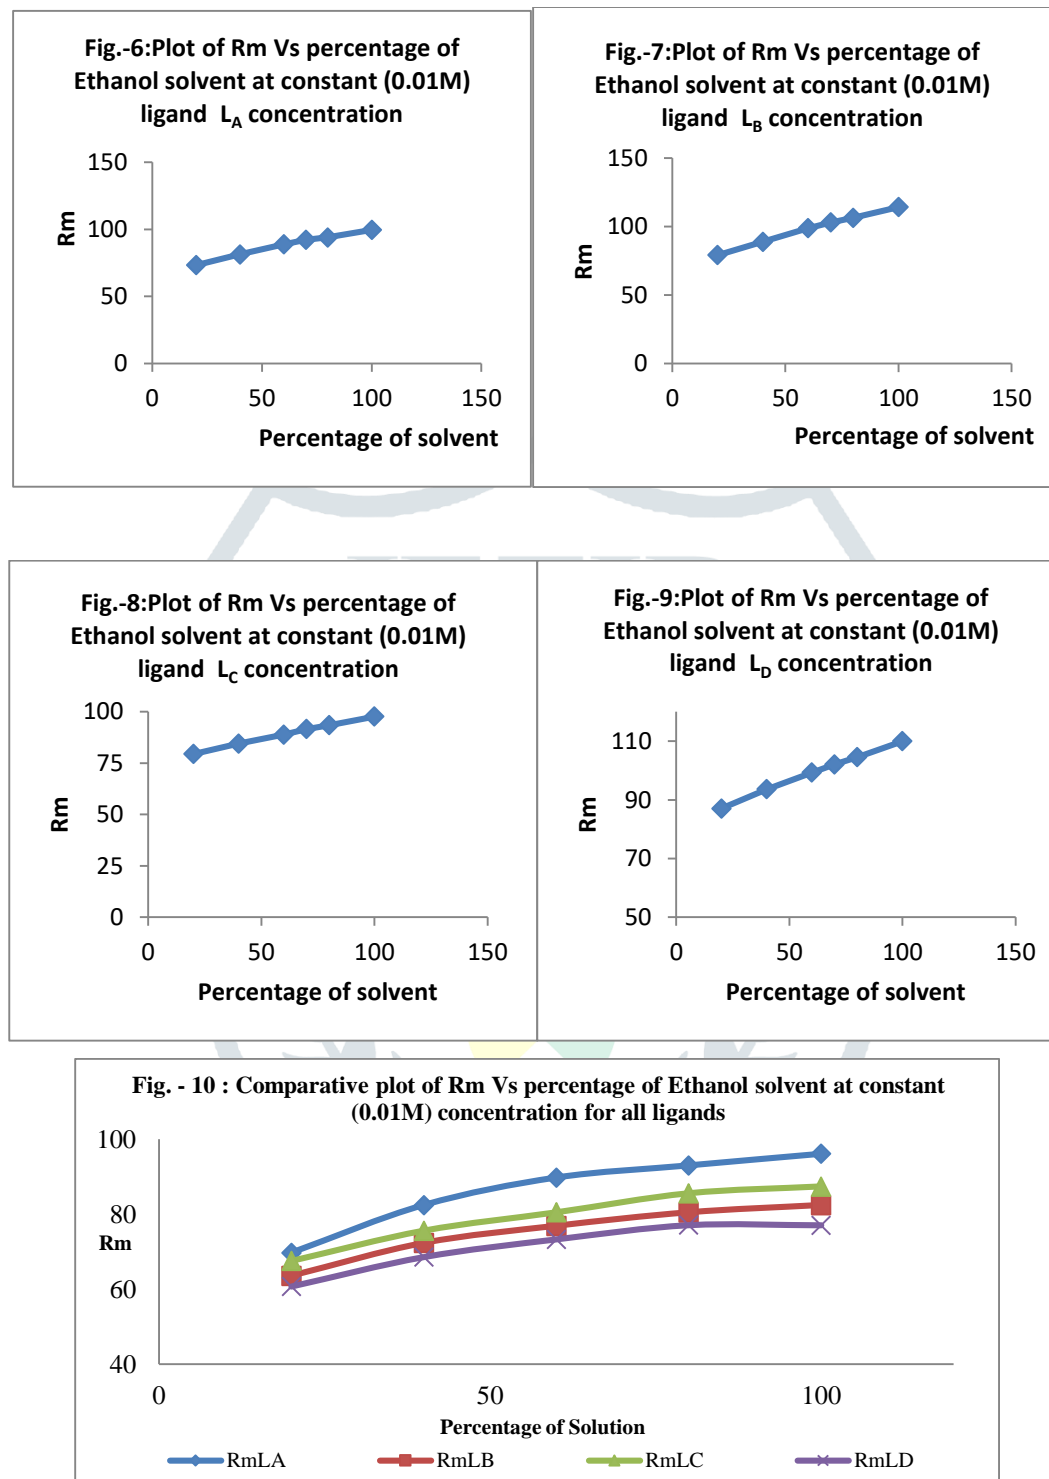 Fig.-6:Plot of Rm Vs percentage of
Ethanol solvent at constant (0.01M)
ligand L_A concentration
150
100
50
0
Rm
0 50 100 150
Percentage of solvent
Fig.-7:Plot of Rm Vs percentage of
Ethanol solvent at constant (0.01M)
ligand L_B concentration
150
100
50
0
Rm
0 50 100 150
Percentage of solvent
Fig.-8:Plot of Rm Vs percentage of
Ethanol solvent at constant (0.01M)
ligand L_C concentration
100
75
50
25
0
Rm
0 50 100 150
Percentage of solvent
Fig.-9:Plot of Rm Vs percentage of
Ethanol solvent at constant (0.01M)
ligand L_D concentration
110
90
70
50
Rm
0 50 100 150
Percentage of solvent
Fig. - 10 : Comparative plot of Rm Vs percentage of Ethanol solvent at constant
(0.01M) concentration for all ligands
100
80
Rm
60
40
0 50 100
Percentage of Solution
RmLA RmLB RmLC RmLD